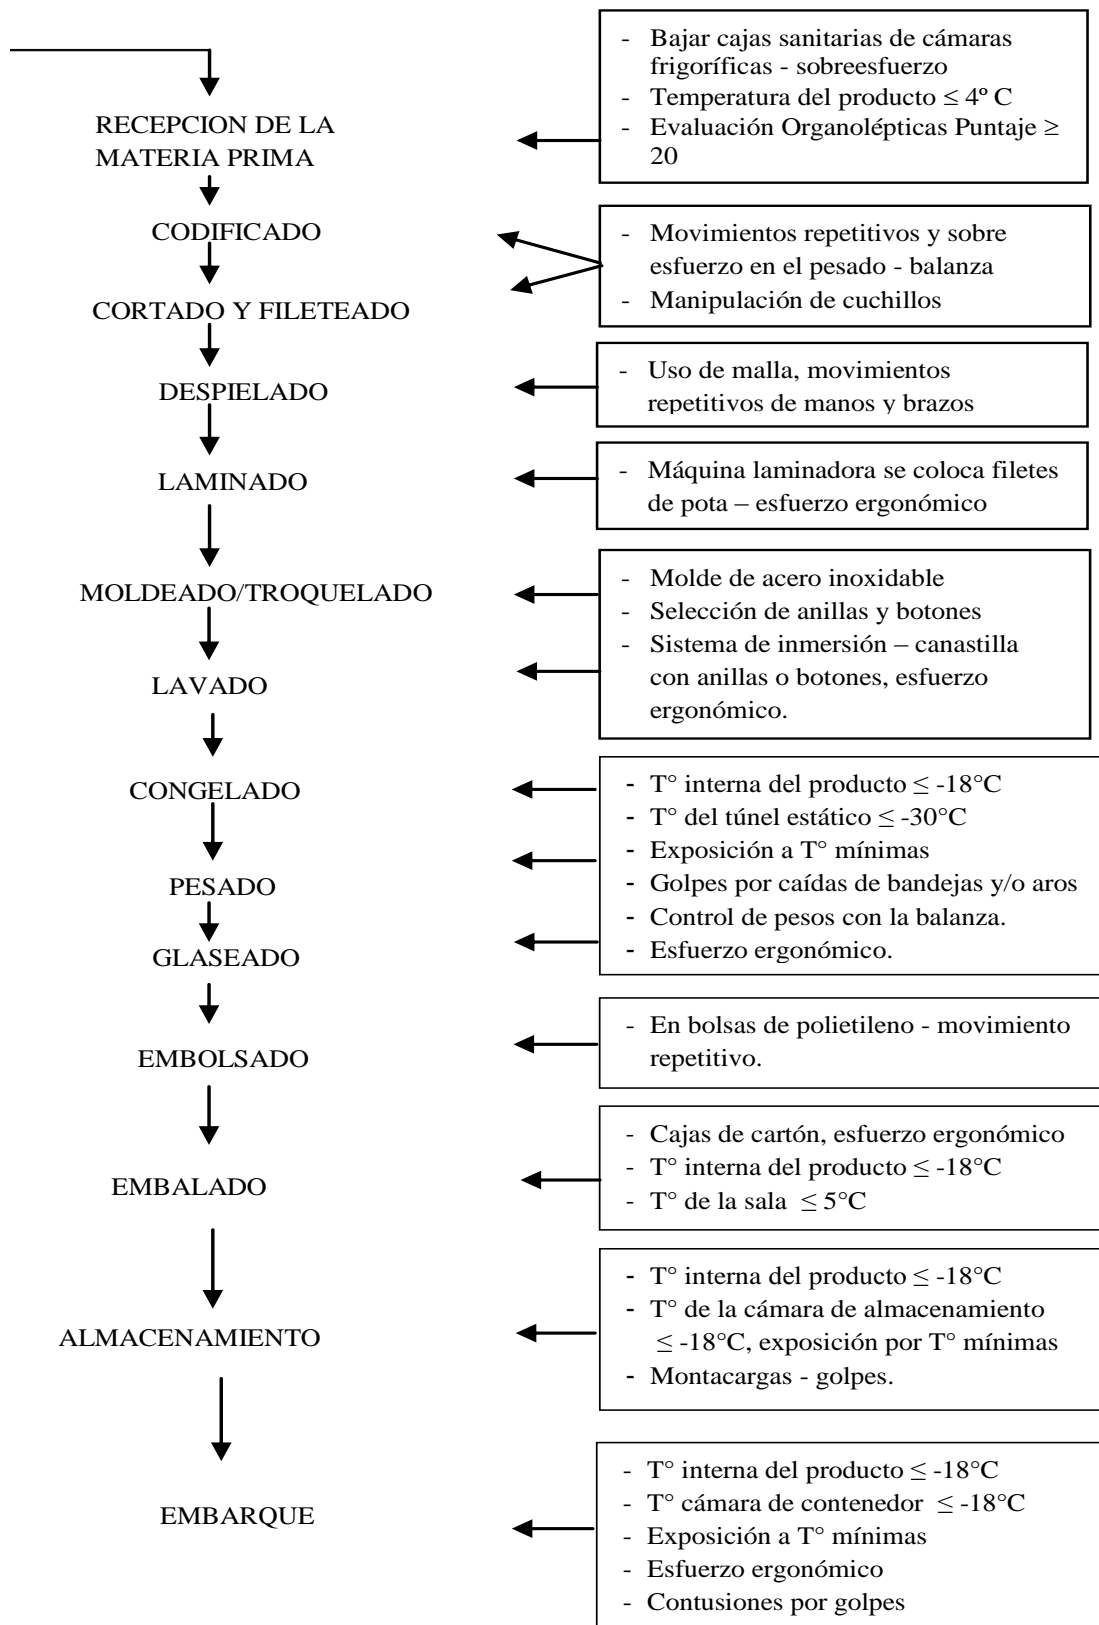 - Bajar cajas sanitarias de cámaras
frigoríficas - sobreesfuerzo
- Temperatura del producto ≤ 4º C
- Evaluación Organolépticas Puntaje ≥
20
RECEPCION DE LA
MATERIA PRIMA
CODIFICADO
- Movimientos repetitivos y sobre
esfuerzo en el pesado - balanza
- Manipulación de cuchillos
CORTADO Y FILETEADO
DESPIELADO
- Uso de malla, movimientos
repetitivos de manos y brazos
LAMINADO
- Máquina laminadora se coloca filetes
de pota – esfuerzo ergonómico
MOLDEADO/TROQUELADO
- Molde de acero inoxidable
- Selección de anillas y botones
- Sistema de inmersión – canastilla
con anillas o botones, esfuerzo
ergonómico.
LAVADO
CONGELADO
- T° interna del producto ≤ -18°C
- T° del túnel estático ≤ -30°C
- Exposición a T° mínimas
- Golpes por caídas de bandejas y/o aros
- Control de pesos con la balanza.
- Esfuerzo ergonómico.
PESADO
GLASEADO
EMBOLSADO
- En bolsas de polietileno - movimiento
repetitivo.
EMBALADO
- Cajas de cartón, esfuerzo ergonómico
- T° interna del producto ≤ -18°C
- T° de la sala ≤ 5°C
ALMACENAMIENTO
- T° interna del producto ≤ -18°C
- T° de la cámara de almacenamiento
≤ -18°C, exposición por T° mínimas
- Montacargas - golpes.
EMBARQUE
- T° interna del producto ≤ -18°C
- T° cámara de contenedor ≤ -18°C
- Exposición a T° mínimas
- Esfuerzo ergonómico
- Contusiones por golpes